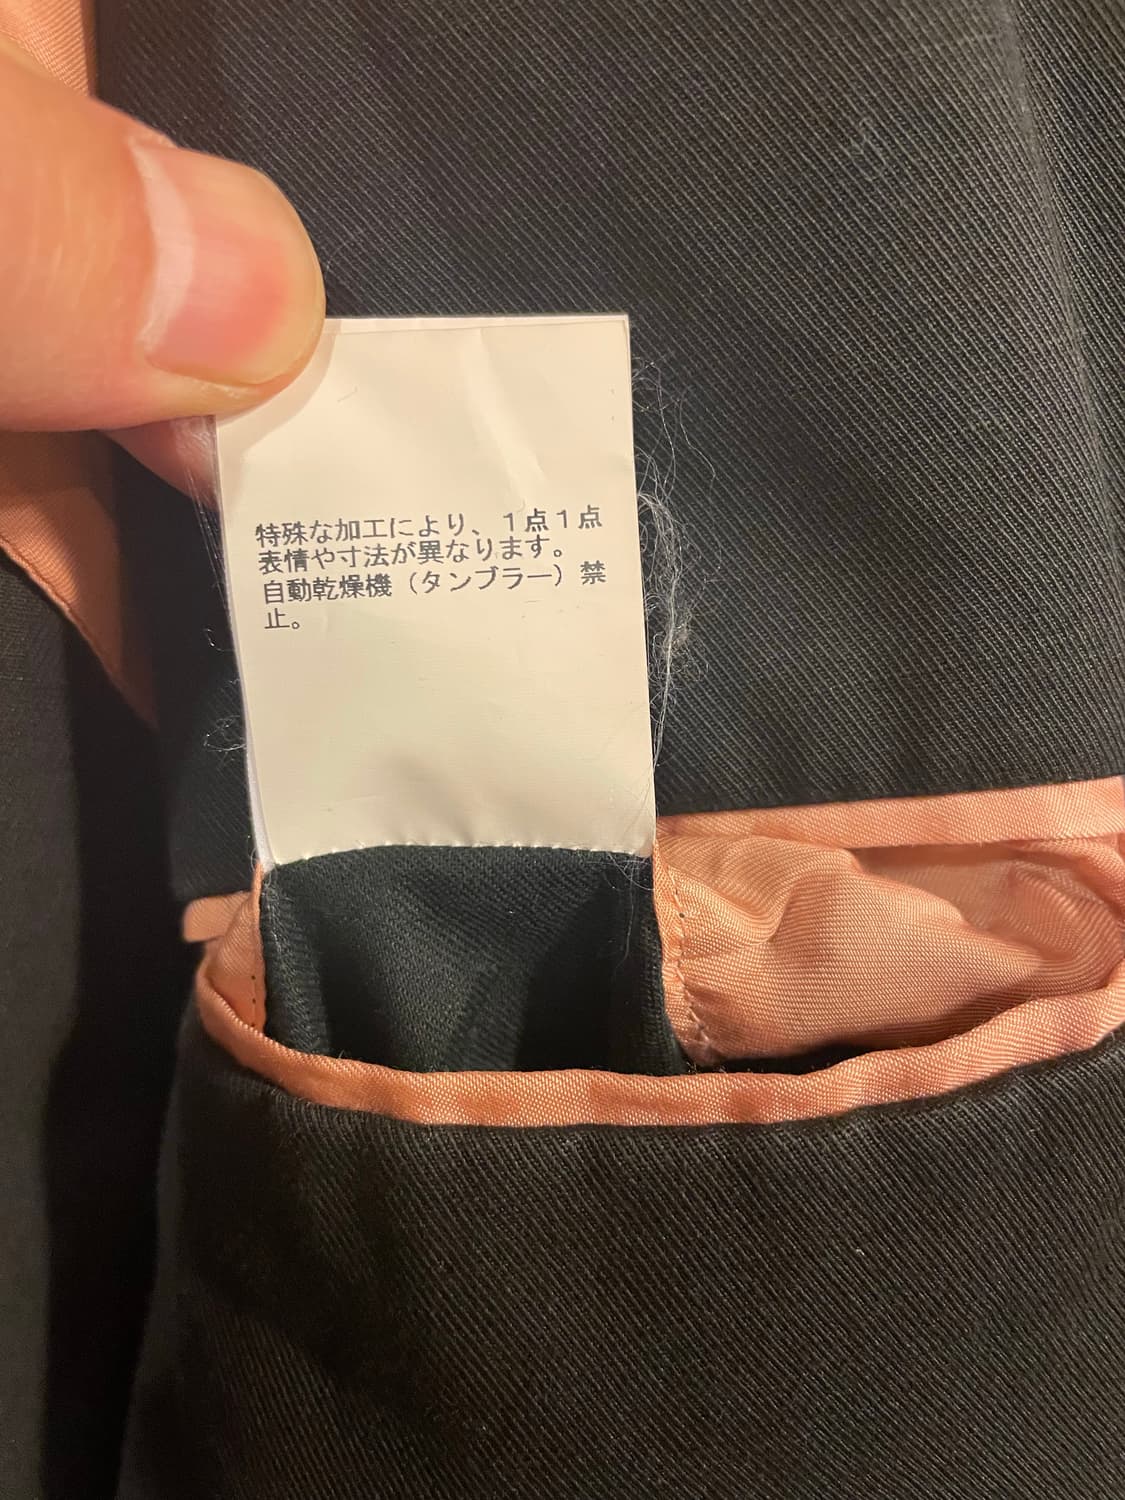 特殊な加工により、１点１点
表情や寸法が異なります。
自動乾燥機（タンブラー）禁
止。